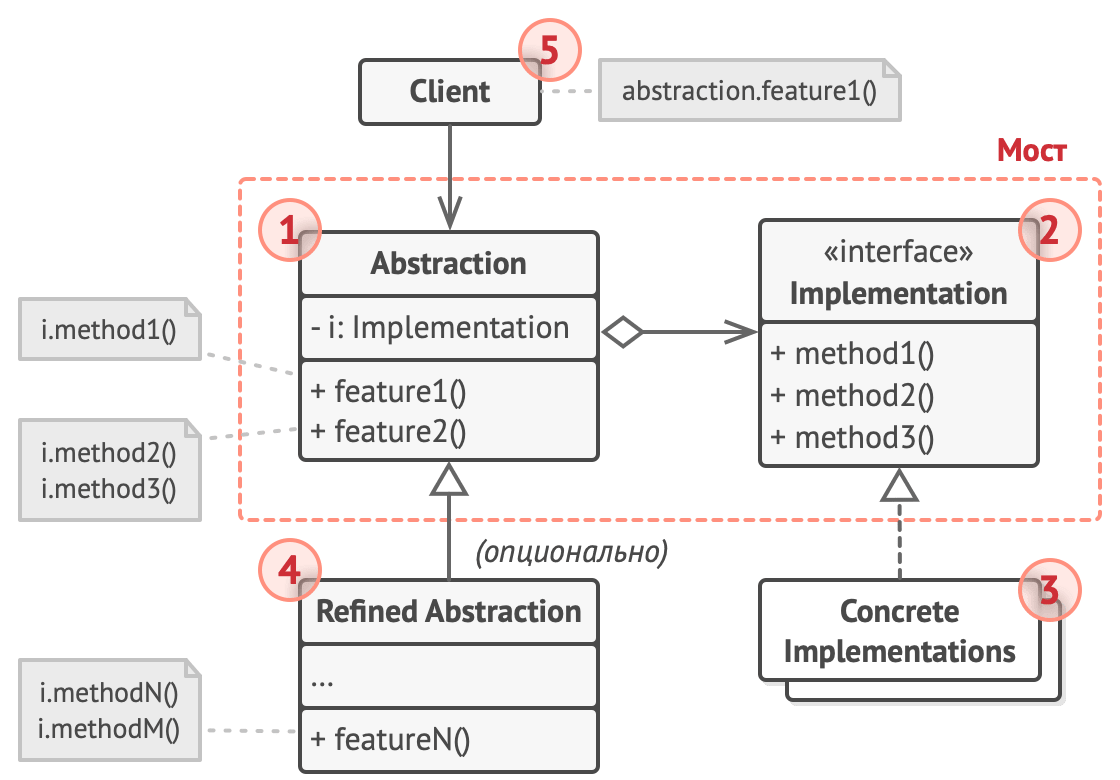 5
Client
abstraction.feature1()
Мост
1
Abstraction
- i: Implementation
+ feature1()
+ feature2()
2
«interface»
Implementation
+ method1()
+ method2()
+ method3()
i.method1()
i.method2()
i.method3()
(опционально)
4
Refined Abstraction
...
+ featureN()
3
Concrete
Implementations
i.methodN()
i.methodM()